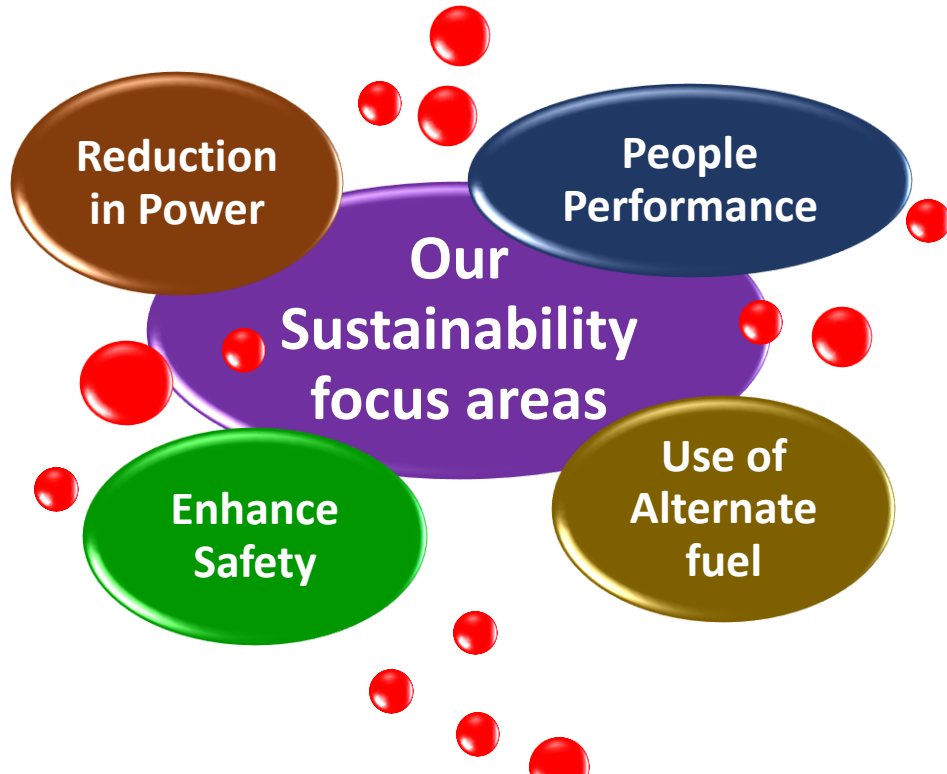 Reduction
in Power
People
Performance
Our
Sustainability
focus areas
Enhance
Safety
Use of
Alternate
fuel